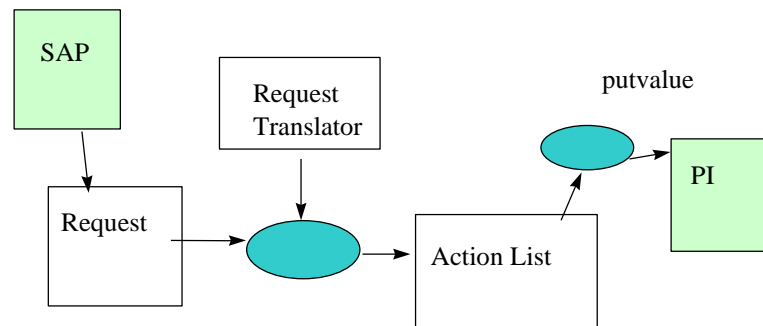 SAP
Request
Translator
putvalue
PI
Request
Action List